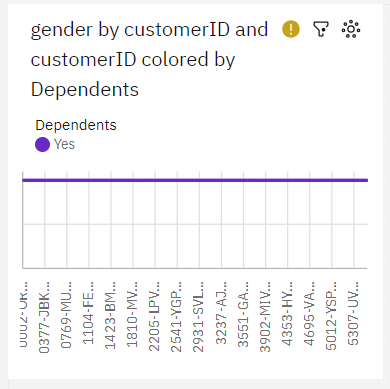 gender by customerID and
customerID colored by
Dependents
Dependents
Yes
0002-OR...
0377-JBK...
0769-MU...
1104-FE...
1423-BM...
1810-MV...
2205-LPV...
2541-YGP...
2931-SVL...
3237-AJ...
3551-GA...
3902-MIV...
4353-HY...
4695-VA...
5012-YSP...
5307-UV...